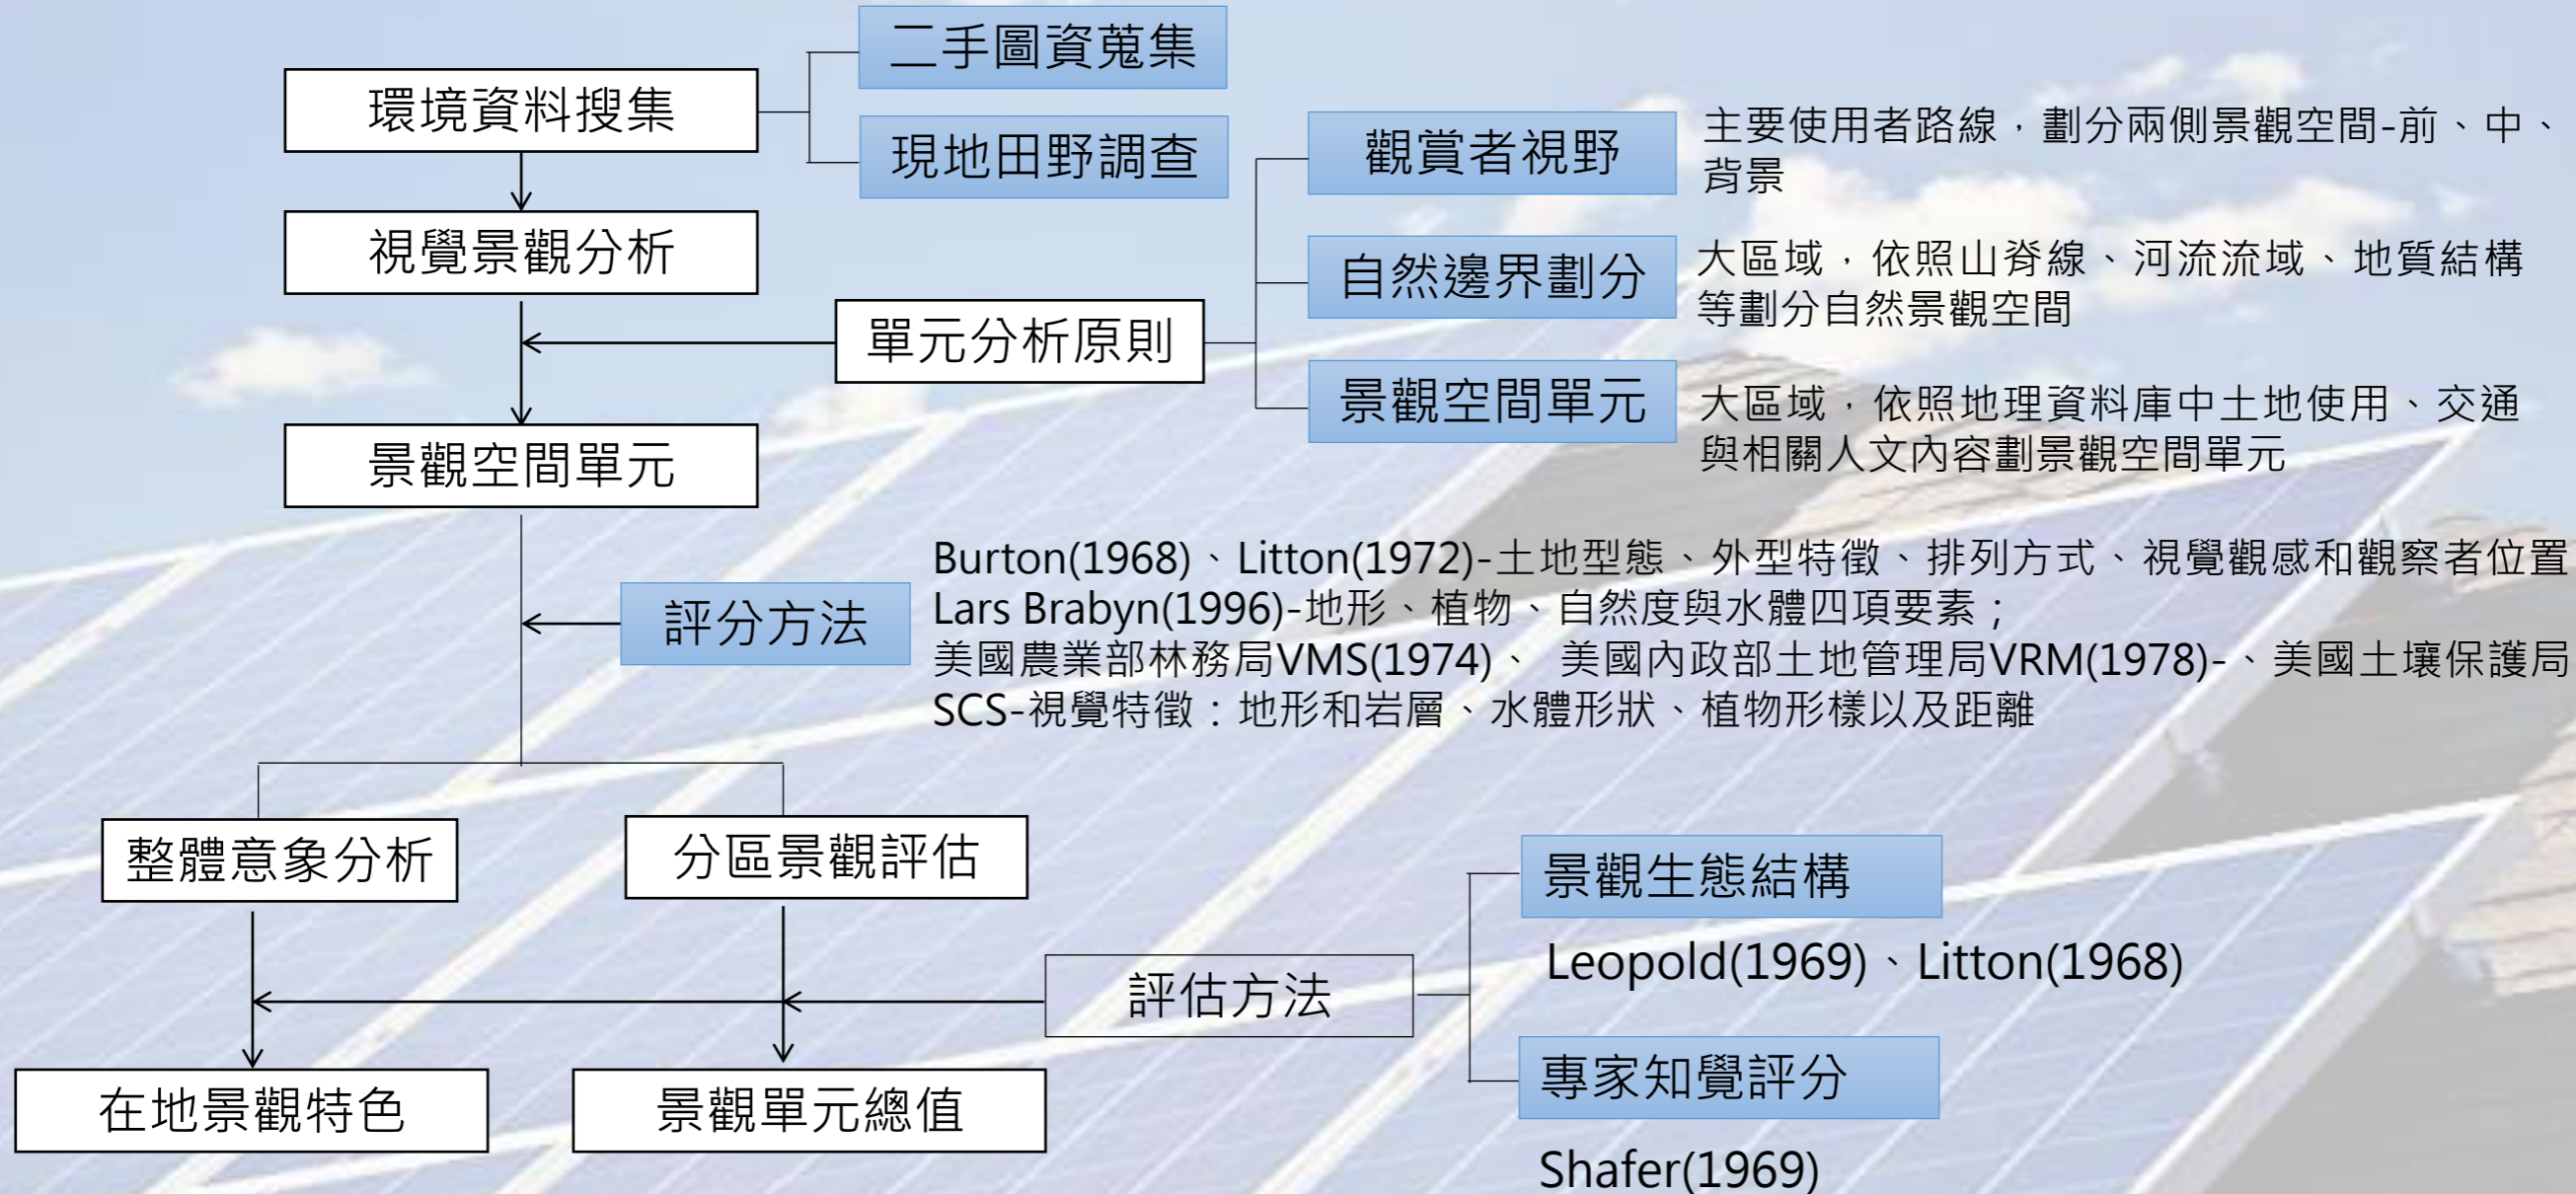 二手圖資蒐集
環境資料搜集
現地田野調查
觀賞者視野
主要使用者路線，劃分兩側景觀空間-前、中、
背景
視覺景觀分析
自然邊界劃分
大區域，依照山脊線、河流流域、地質結構
等劃分自然景觀空間
單元分析原則
景觀空間單元
大區域，依照地理資料庫中土地使用、交通
與相關人文內容劃景觀空間單元
景觀空間單元
評分方法
Burton(1968)、Litton(1972)-土地型態、外型特徵、排列方式、視覺觀感和觀察者位置
Lars Brabyn(1996)-地形、植物、自然度與水體四項要素；
美國農業部林務局VMS(1974)、 美國內政部土地管理局VRM(1978)-、美國土壤保護局
SCS-視覺特徵：地形和岩層、水體形狀、植物形樣以及距離
整體意象分析
分區景觀評估
景觀生態結構
Leopold(1969)、Litton(1968)
評估方法
專家知覺評分
Shafer(1969)
在地景觀特色
景觀單元總值